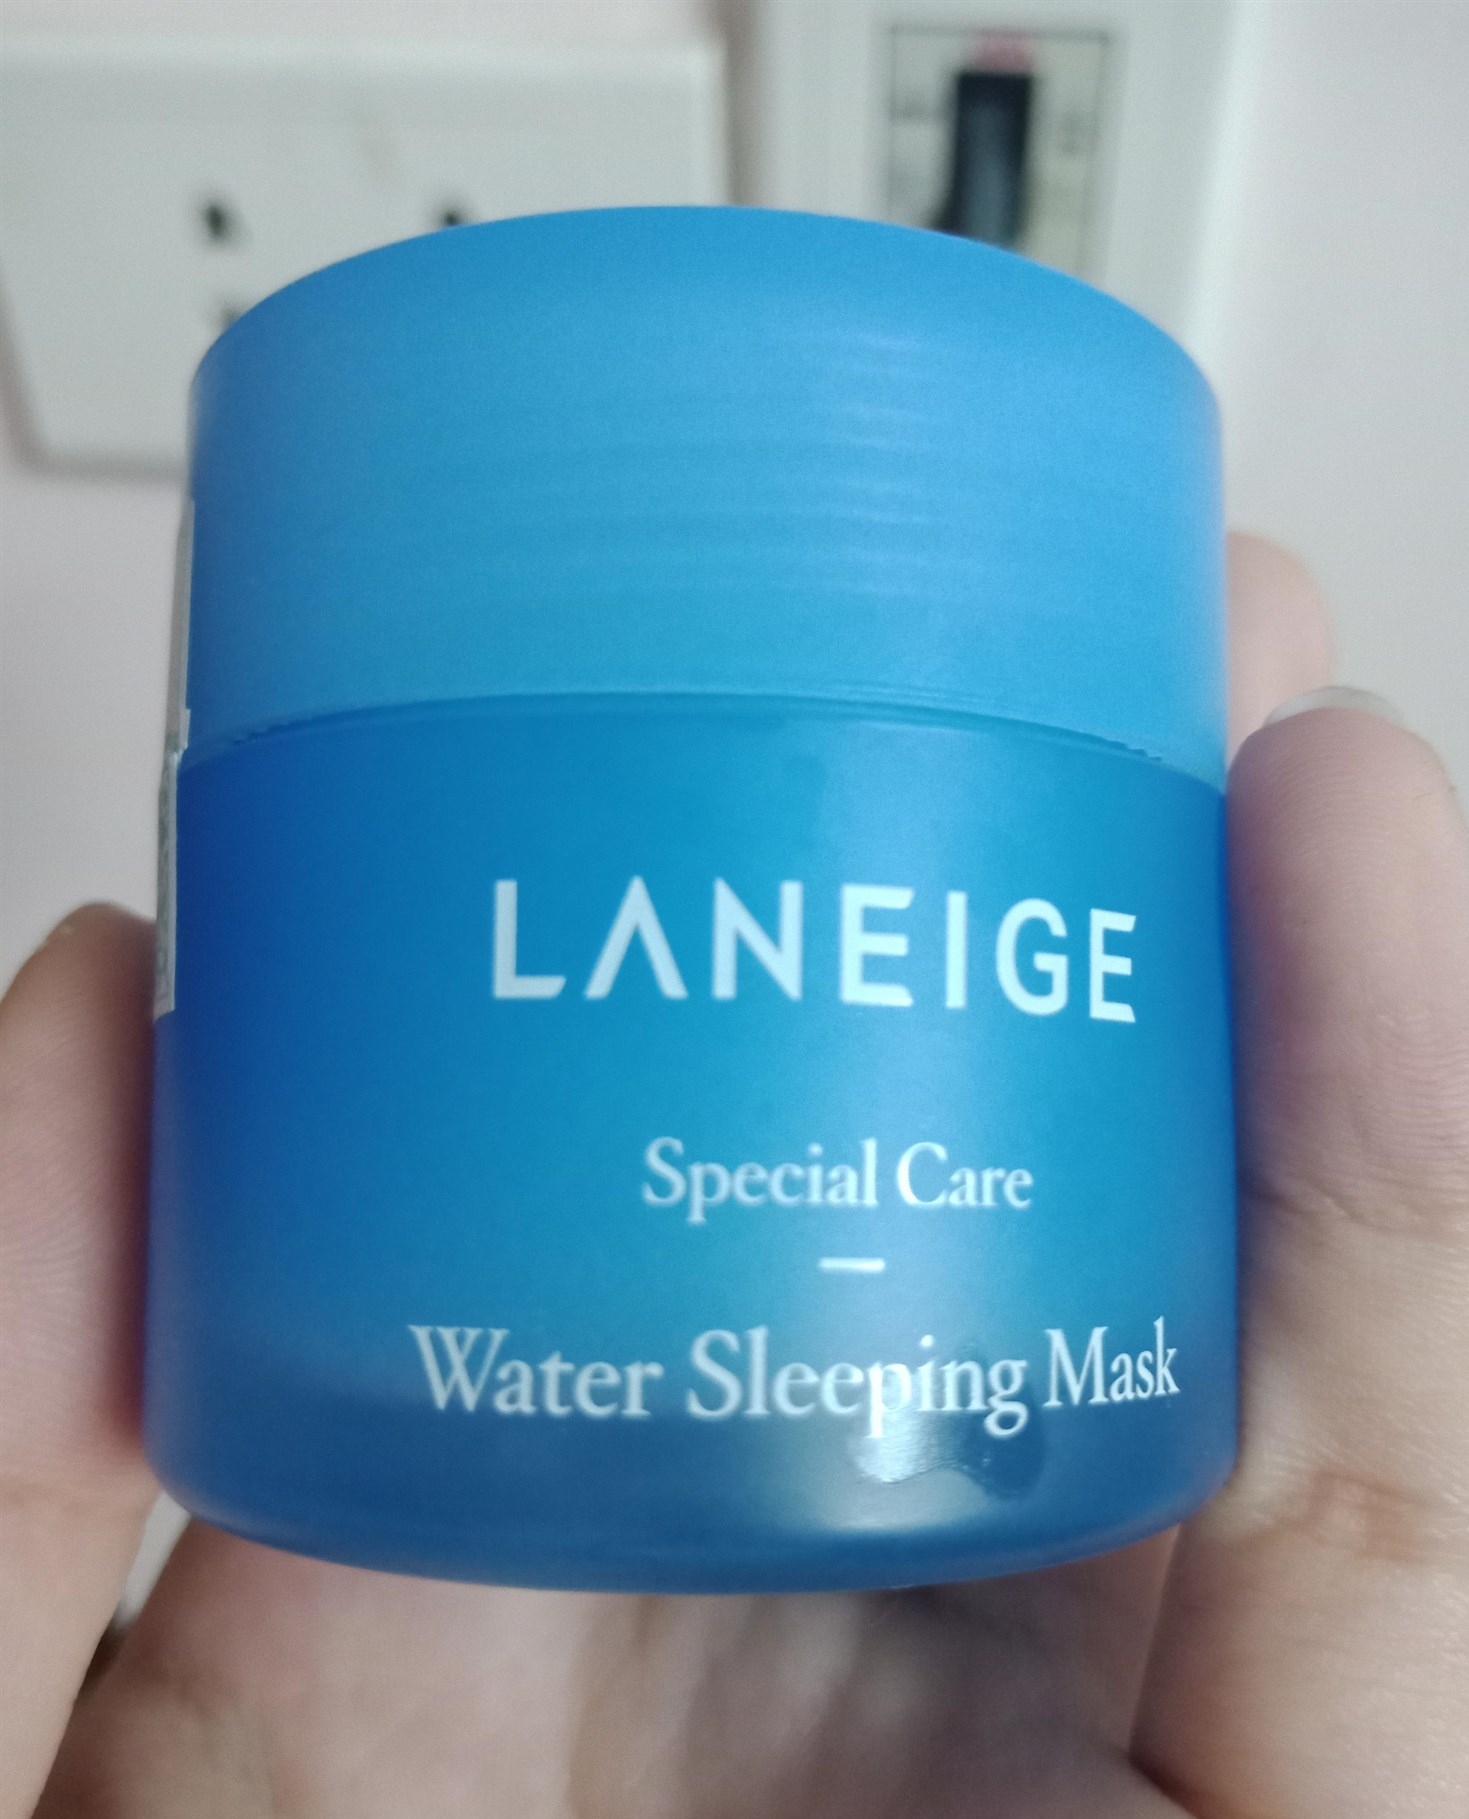 LANEIGE
Special Care
Water Sleeping Mask